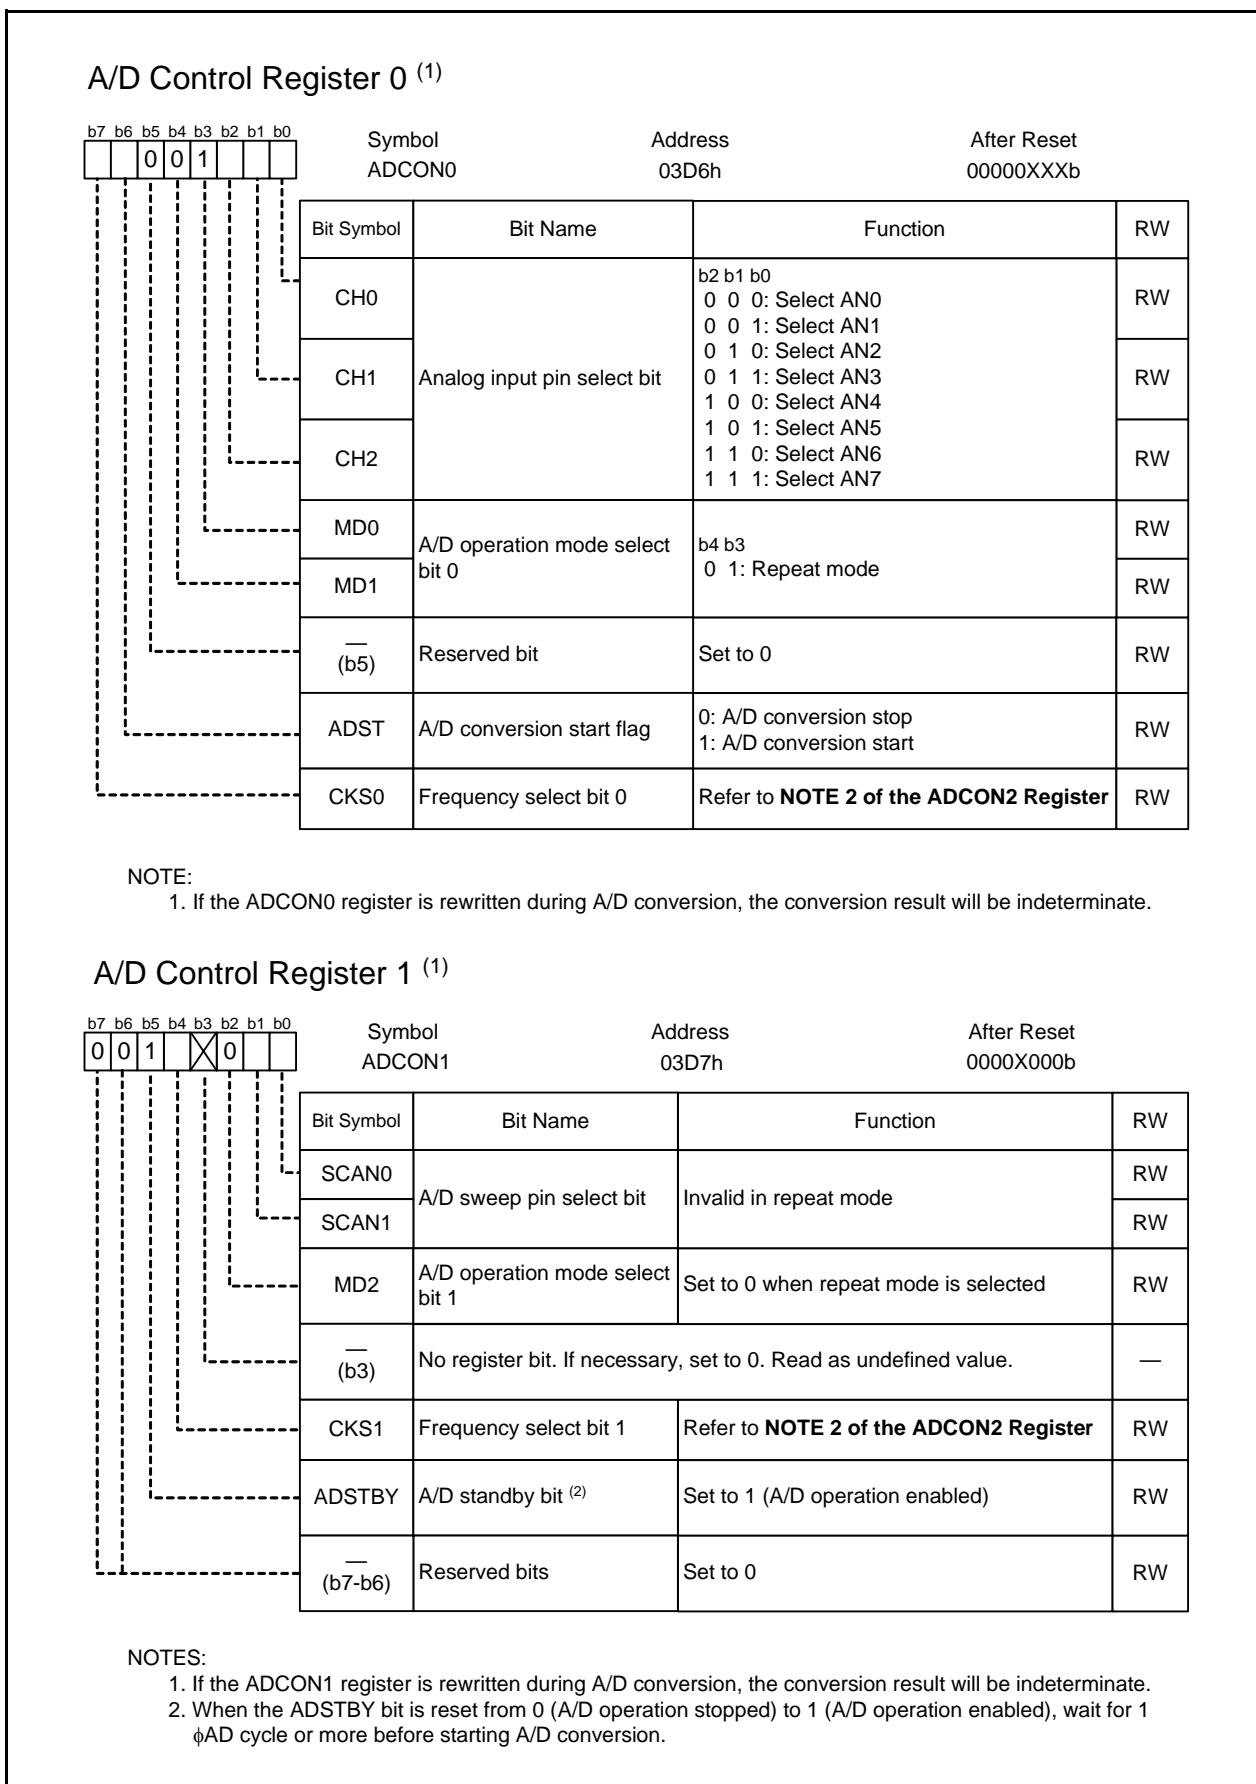 A/D Control Register 0 (1)
b7 b6 b5 b4 b3 b2 b1 b0
0 0 1
Symbol Address After Reset
ADCON0 03D6h 00000XXXb
Bit Symbol Bit Name Function RW
CH0 RW
CH1 Analog input pin select bit RW
CH2 RW
b2 b1 b0
0 0 0: Select AN0
0 0 1: Select AN1
0 1 0: Select AN2
0 1 1: Select AN3
1 0 0: Select AN4
1 0 1: Select AN5
1 1 0: Select AN6
1 1 1: Select AN7
MD0 RW
MD1 RW
A/D operation mode select
bit 0
b4 b3
0 1: Repeat mode
—
(b5) Reserved bit Set to 0 RW
ADST A/D conversion start flag RW
0: A/D conversion stop
1: A/D conversion start
CKS0 Frequency select bit 0 Refer to NOTE 2 of the ADCON2 Register RW
NOTE:
1. If the ADCON0 register is rewritten during A/D conversion, the conversion result will be indeterminate.
A/D Control Register 1 (1)
b7 b6 b5 b4 b3 b2 b1 b0
0 0 1 X 0
Symbol Address After Reset
ADCON1 03D7h 0000X000b
Bit Symbol Bit Name Function RW
SCAN0 RW
A/D sweep pin select bit Invalid in repeat mode
SCAN1 RW
MD2 RW
A/D operation mode select
bit 1
Set to 0 when repeat mode is selected
—
(b3) No register bit. If necessary, set to 0. Read as undefined value. —
CKS1 Frequency select bit 1 Refer to NOTE 2 of the ADCON2 Register RW
ADSTBY A/D standby bit (2) Set to 1 (A/D operation enabled) RW
—
(b7-b6) Reserved bits Set to 0 RW
NOTES:
1. If the ADCON1 register is rewritten during A/D conversion, the conversion result will be indeterminate.
2. When the ADSTBY bit is reset from 0 (A/D operation stopped) to 1 (A/D operation enabled), wait for 1
ϕAD cycle or more before starting A/D conversion.